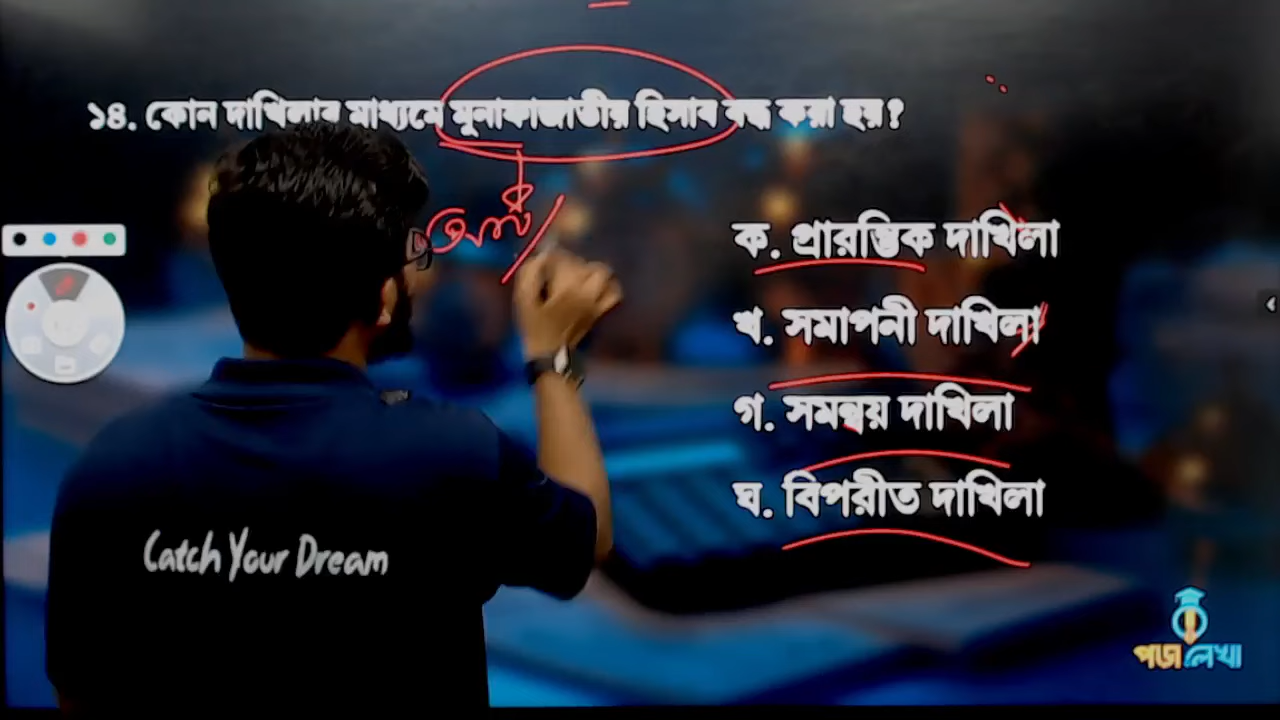 ১৪. কোন দাখিলার মাধ্যমে মুনাফাজাতীয় হিসাব বন্ধ করা হয়?
ক. প্রারম্ভিক দাখিলা
খ. সমাপনী দাখিলা
গ. সমন্বয় দাখিলা
ঘ. বিপরীত দাখিলা
Catch Your Dream
পড়ালেখা